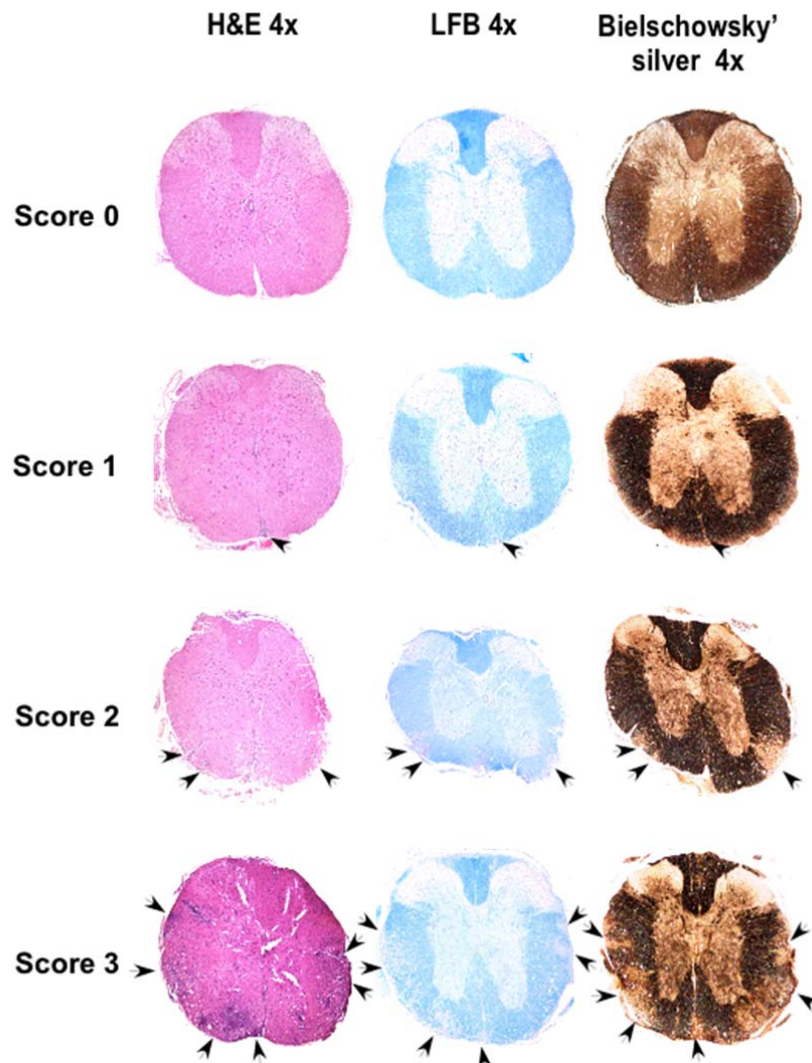 H&E 4x
LFB 4x
Bielschowsky’
silver 4x
Score 0
Score 1
Score 2
Score 3